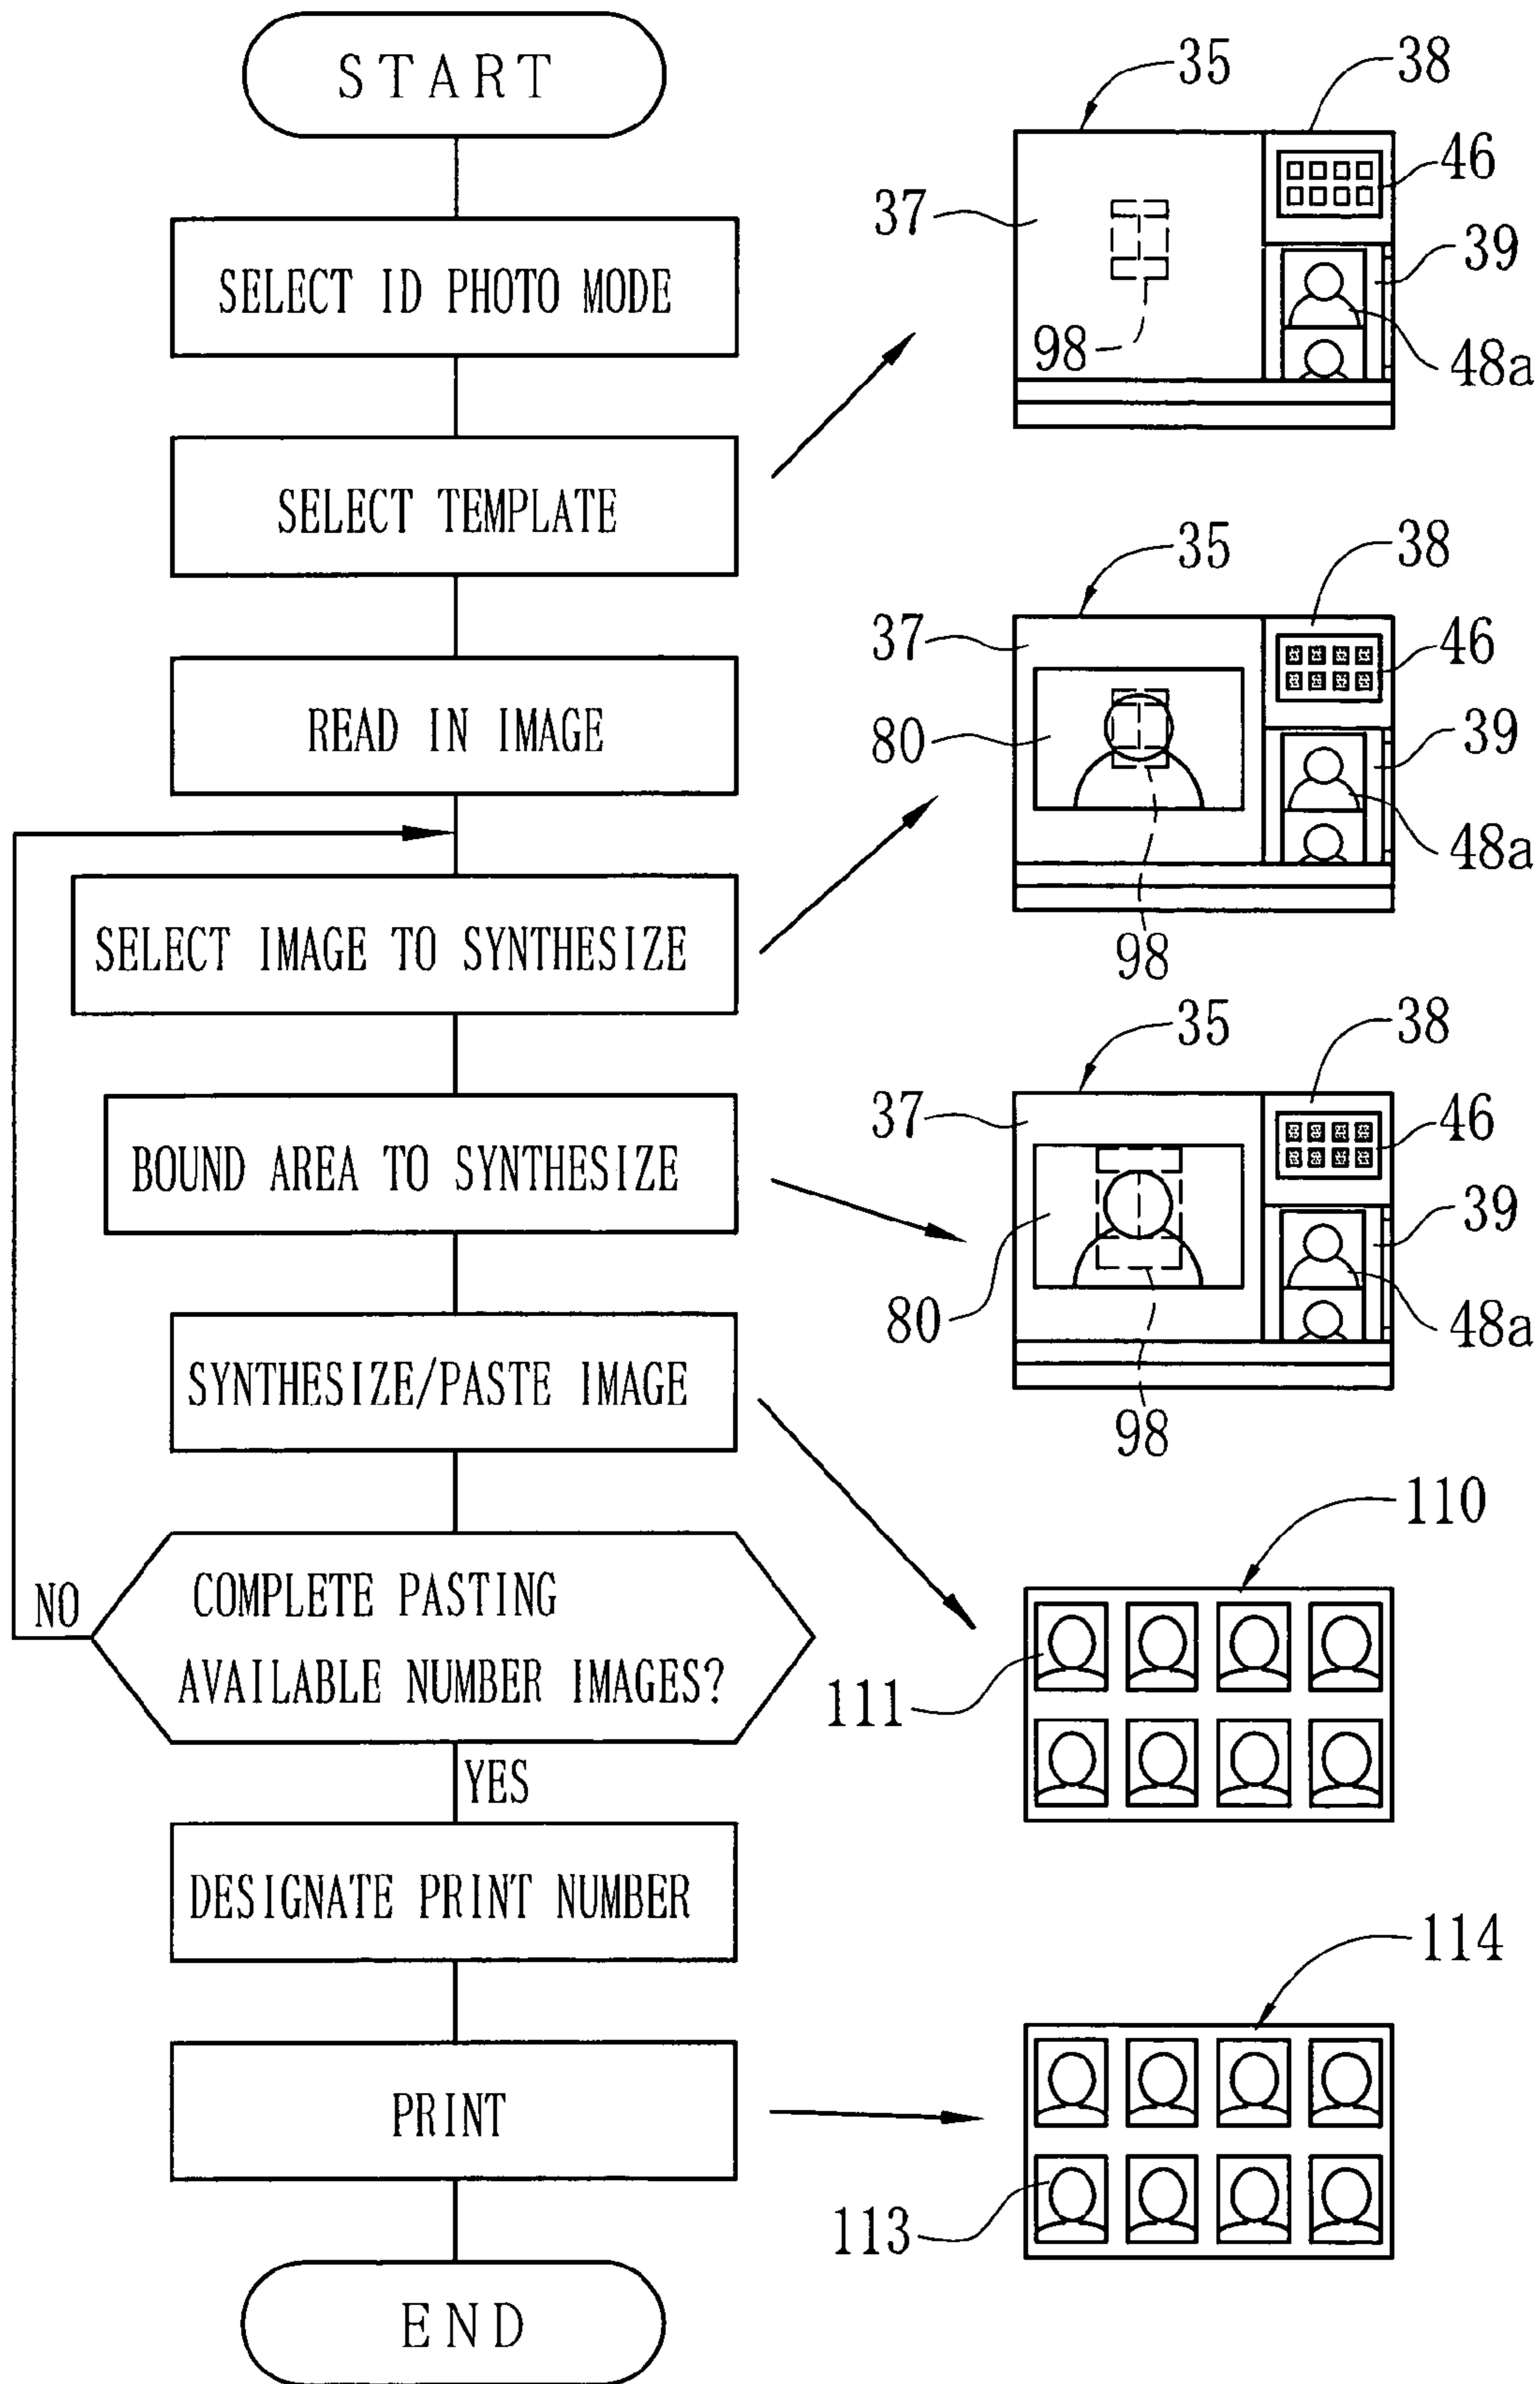 START
SELECT ID PHOTO MODE
SELECT TEMPLATE
READ IN IMAGE
SELECT IMAGE TO SYNTHESIZE
BOUND AREA TO SYNTHESIZE
SYNTHESIZE/PASTE IMAGE
COMPLETE PASTING
AVAILABLE NUMBER IMAGES?
NO
YES
DESIGNATE PRINT NUMBER
PRINT
END
35
38
46
37
39
98
48a
35
38
37
46
80
39
48a
98
35
38
37
46
39
80
48a
98
110
111
114
113